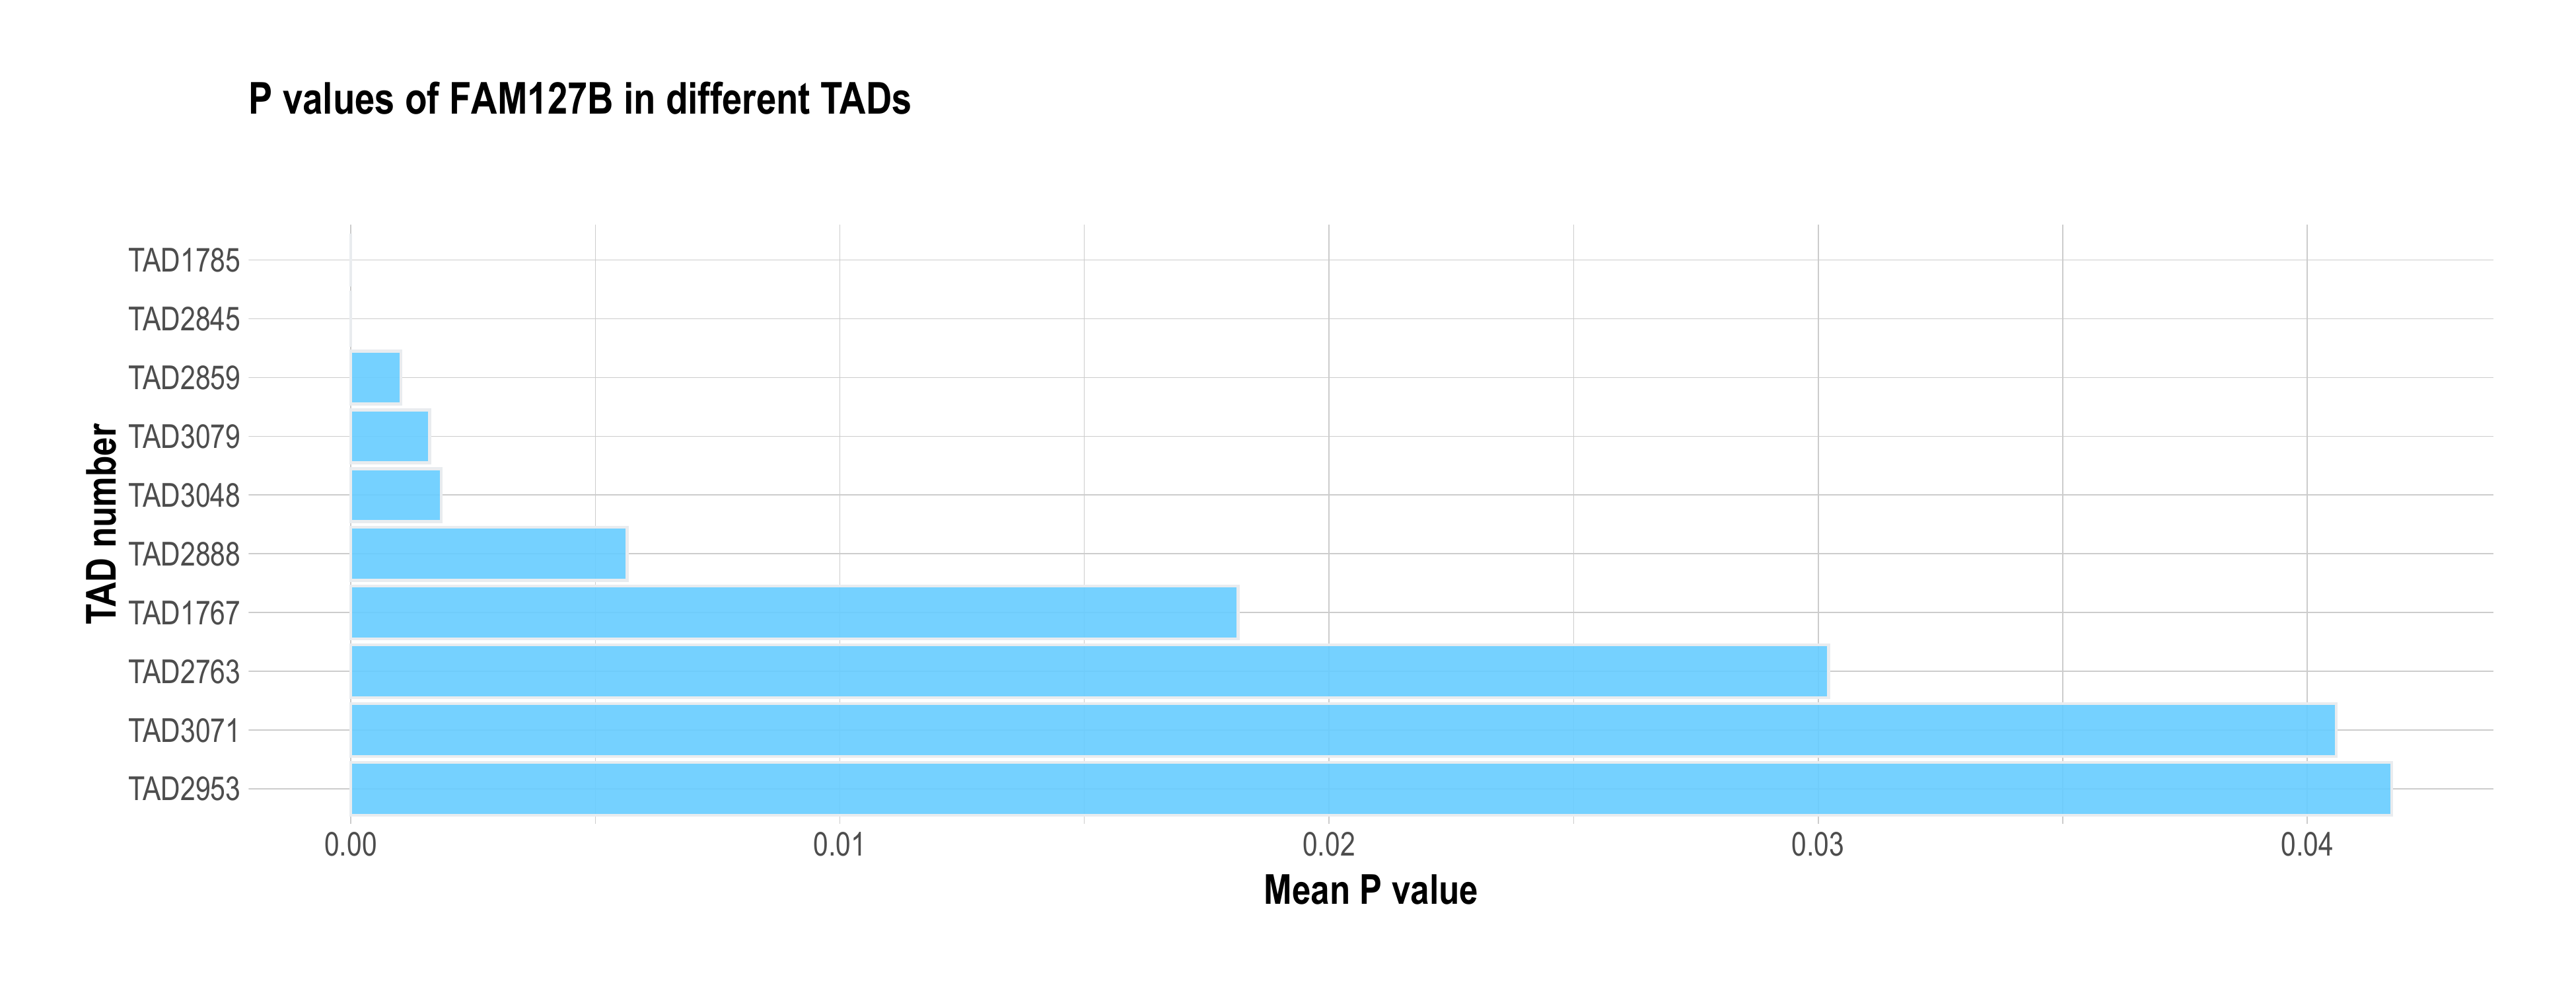 P values of FAM127B in different TADs
TAD number
TAD1785
TAD2845
TAD2859
TAD3079
TAD3048
TAD2888
TAD1767
TAD2763
TAD3071
TAD2953
0.00 0.01 0.02 0.03 0.04
Mean P value